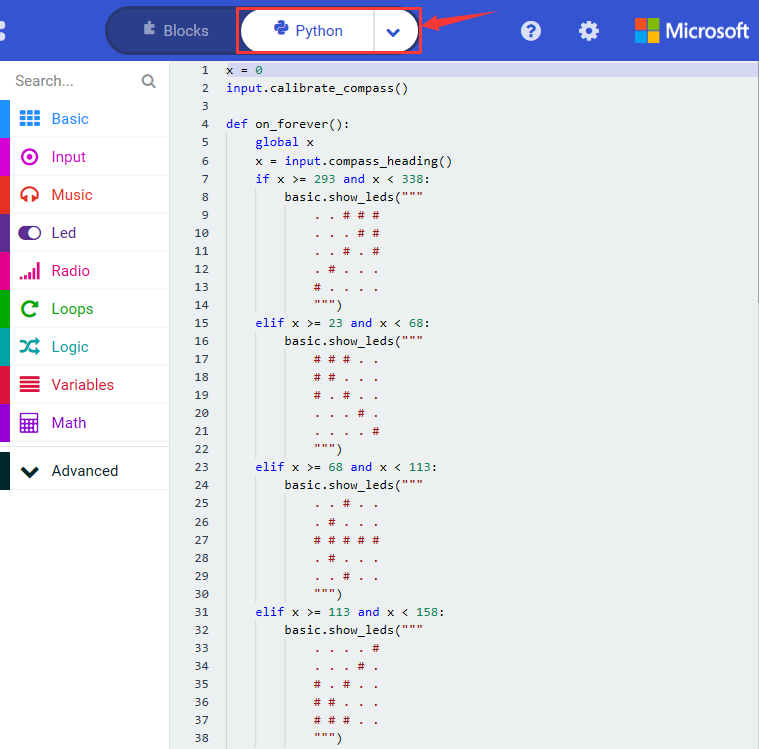 Blocks
Python
Microsoft
Search...
Basic
Input
Music
Led
Radio
Loops
Logic
Variables
Math
Advanced
1 x = 0
2 input.calibrate_compass()
3
4 def on_forever():
5     global x
6     x = input.compass_heading()
7     if x >= 293 and x < 338:
8         basic.show_leds("""
9             . . # # #
10             . . . # #
11             . . # . #
12             . # . . .
13             # . . . .
14             """)
15     elif x >= 23 and x < 68:
16         basic.show_leds("""
17             # # # . .
18             # # . . .
19             # . # . .
20             . . . # .
21             . . . . #
22             """)
23     elif x >= 68 and x < 113:
24         basic.show_leds("""
25             . . # . .
26             . # . . .
27             # # # # #
28             . # . . .
29             . . # . .
30             """)
31     elif x >= 113 and x < 158:
32         basic.show_leds("""
33             . . . . #
34             . . . # .
35             # . # . .
36             # # . . .
37             # # # . .
38             """)